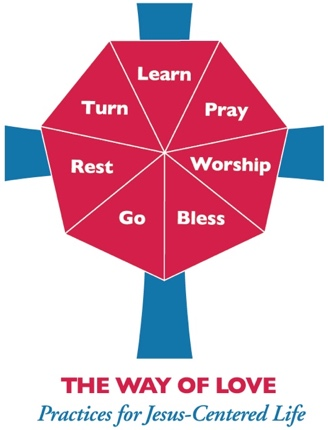 Learn
Turn
Pray
Rest
Worship
Go
Bless
THE WAY OF LOVE
Practices for Jesus-Centered Life